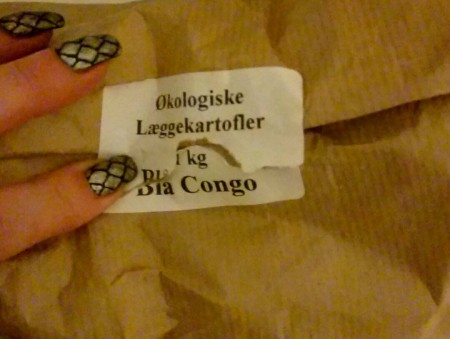 Økologiske
Læggekartofler
1 kg
Blå Congo